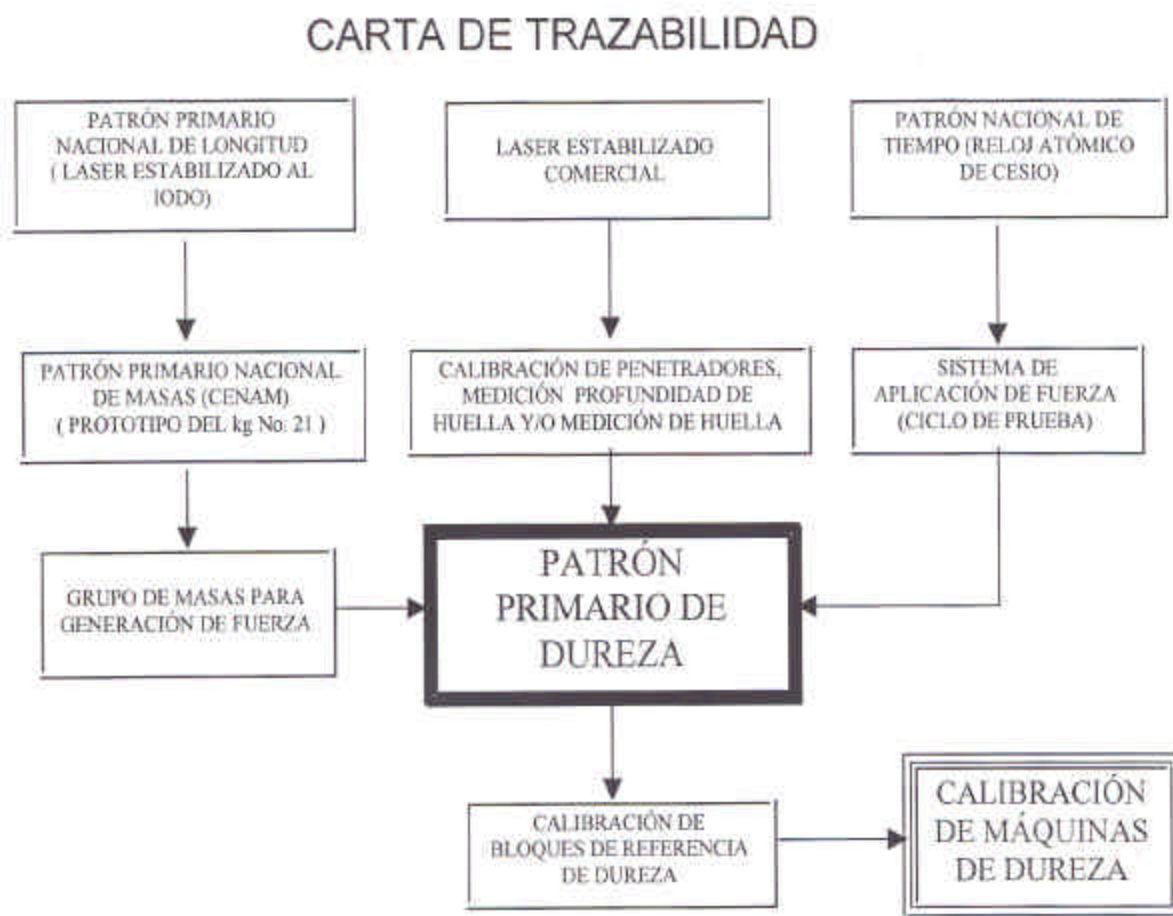 CARTA DE TRAZABILIDAD
PATRÓN PRIMARIO
NACIONAL DE LONGITUD
( LASER ESTABILIZADO AL
IODO)
LASER ESTABILIZADO
COMERCIAL
PATRÓN NACIONAL DE
TIEMPO (RELOJ ATÓMICO
DE CESIO)
PATRÓN PRIMARIO NACIONAL
DE MASAS (CENAM)
( PROTOTIPO DEL kg No. 21 )
CALIBRACIÓN DE PENETRADORES,
MEDICIÓN PROFUNDIDAD DE
HUELLA Y/O MEDICIÓN DE HUELLA
SISTEMA DE
APLICACIÓN DE FUERZA
(CICLO DE PRUEBA)
GRUPO DE MASAS PARA
GENERACIÓN DE FUERZA
PATRÓN
PRIMARIO DE
DUREZA
CALIBRACIÓN DE
BLOQUES DE REFERENCIA
DE DUREZA
CALIBRACIÓN
DE MÁQUINAS
DE DUREZA